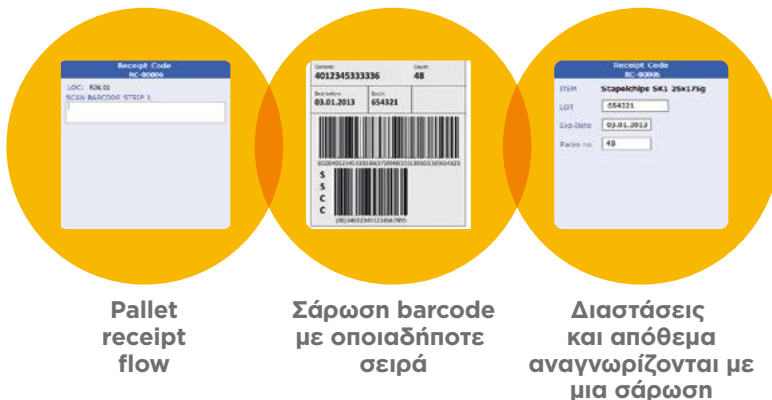 Receipt Code
RC-00006
LOC: R26.01
SCAN BARCODE STRIP 1
Content Count
4012345333336 48
Best before Batch
03.01.2013 654321
S
S
C
C
Receipt Code
RC-00006
ITEM Stapelchips SK1 25x175g
LOT 654321
Exp.Date 03.01.2013
Packs no. 48
Pallet
receipt
flow
Σάρωση barcode
με οποιαδήποτε
σειρά
Διαστάσεις
και απόθεμα
αναγνωρίζονται με
μια σάρωση